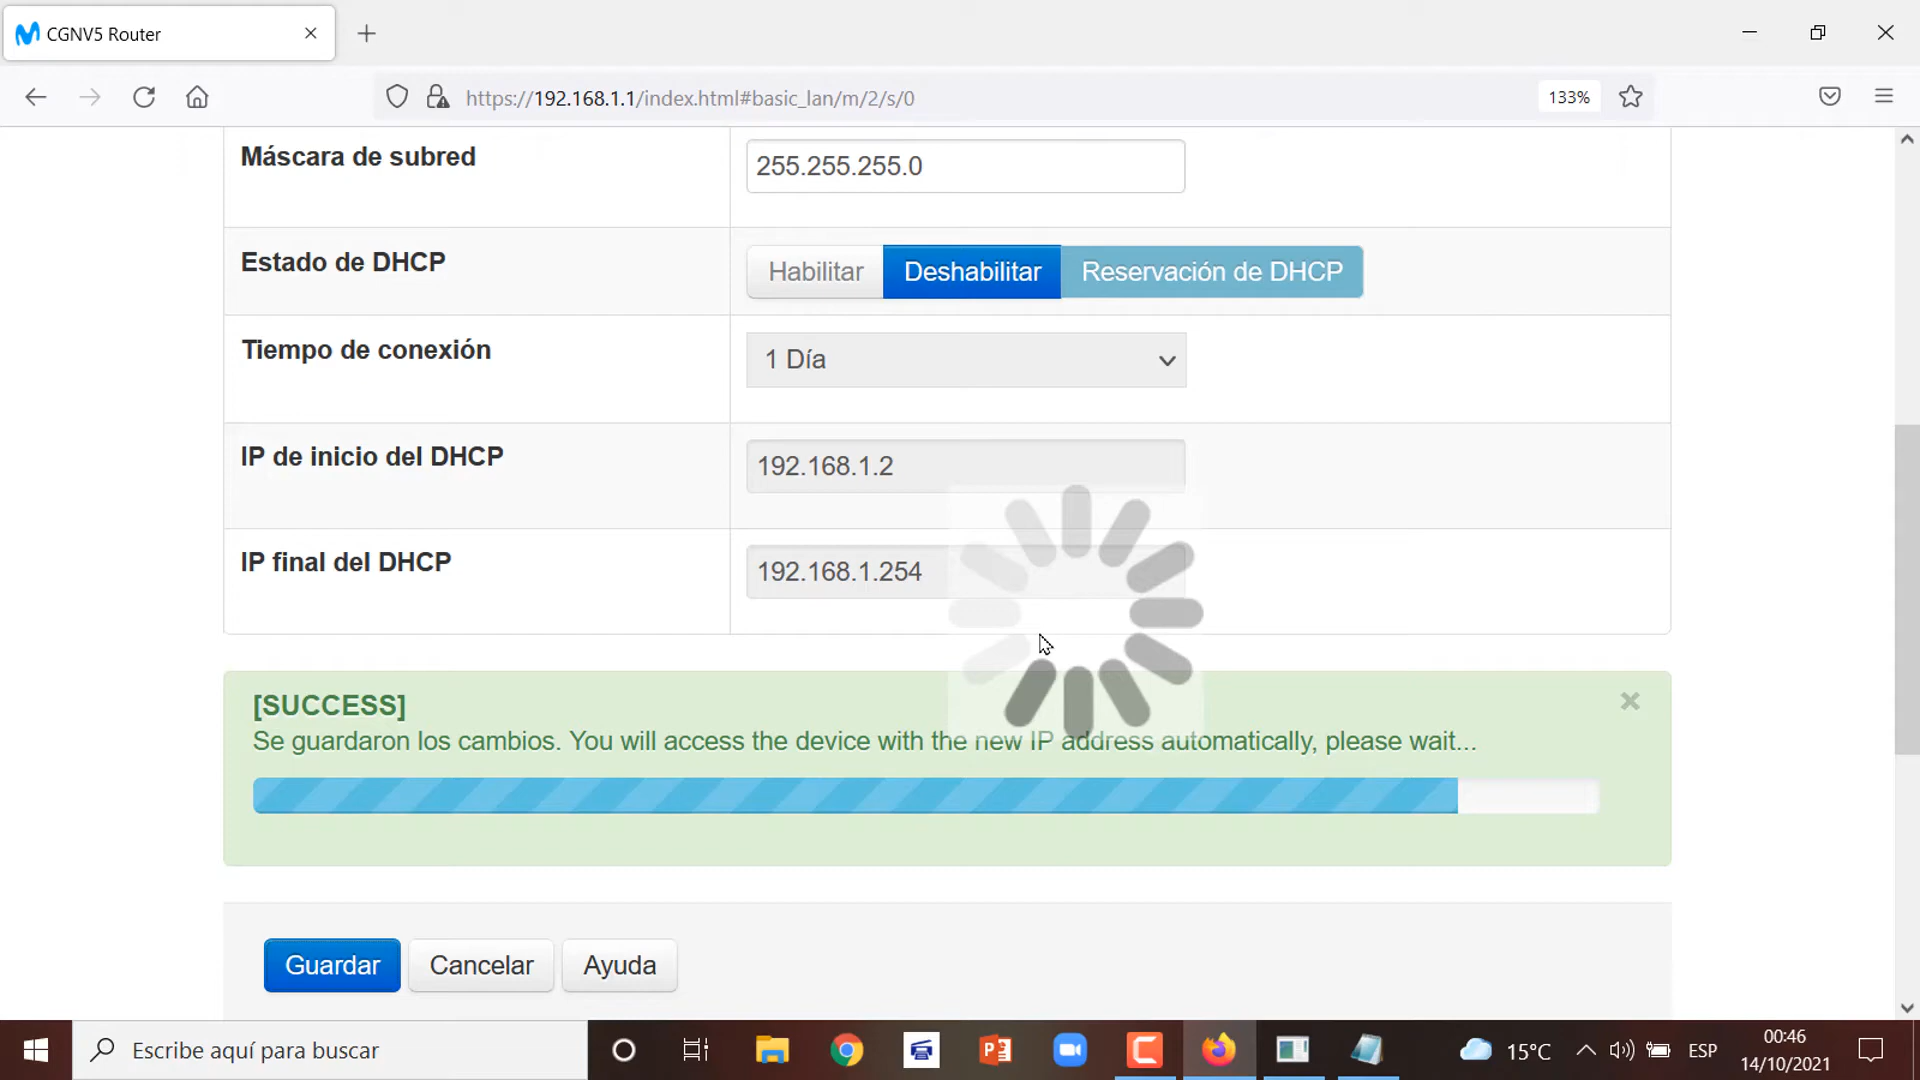 CGNV5 Router
https://192.168.1.1/index.html#basic_lan/m/2/s/0
133%
Máscara de subred
255.255.255.0
Estado de DHCP
Habilitar
Deshabilitar
Reservación de DHCP
Tiempo de conexión
1 Día
IP de inicio del DHCP
192.168.1.2
IP final del DHCP
192.168.1.254
[SUCCESS]
Se guardaron los cambios. You will access the device with the new IP address automatically, please wait...
Guardar
Cancelar
Ayuda
Escribe aquí para buscar
15°C
ESP
00:46
14/10/2021